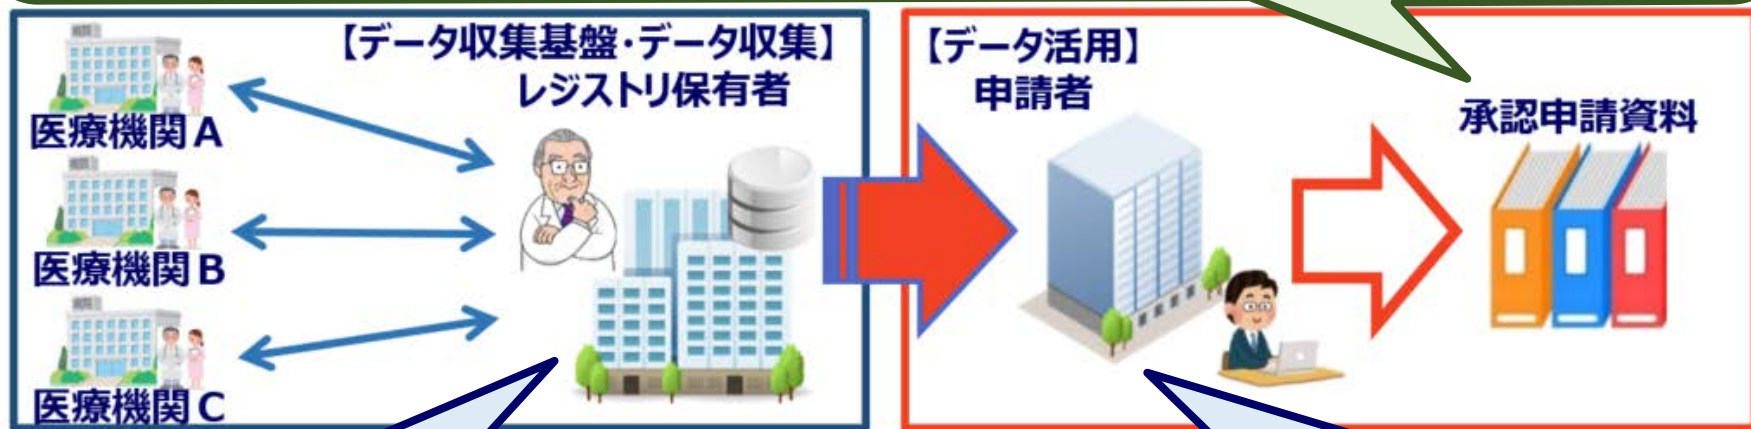 【データ収集基盤・データ収集】
レジストリ保有者
医療機関A
医療機関B
医療機関C
【データ活用】
申請者
承認申請資料